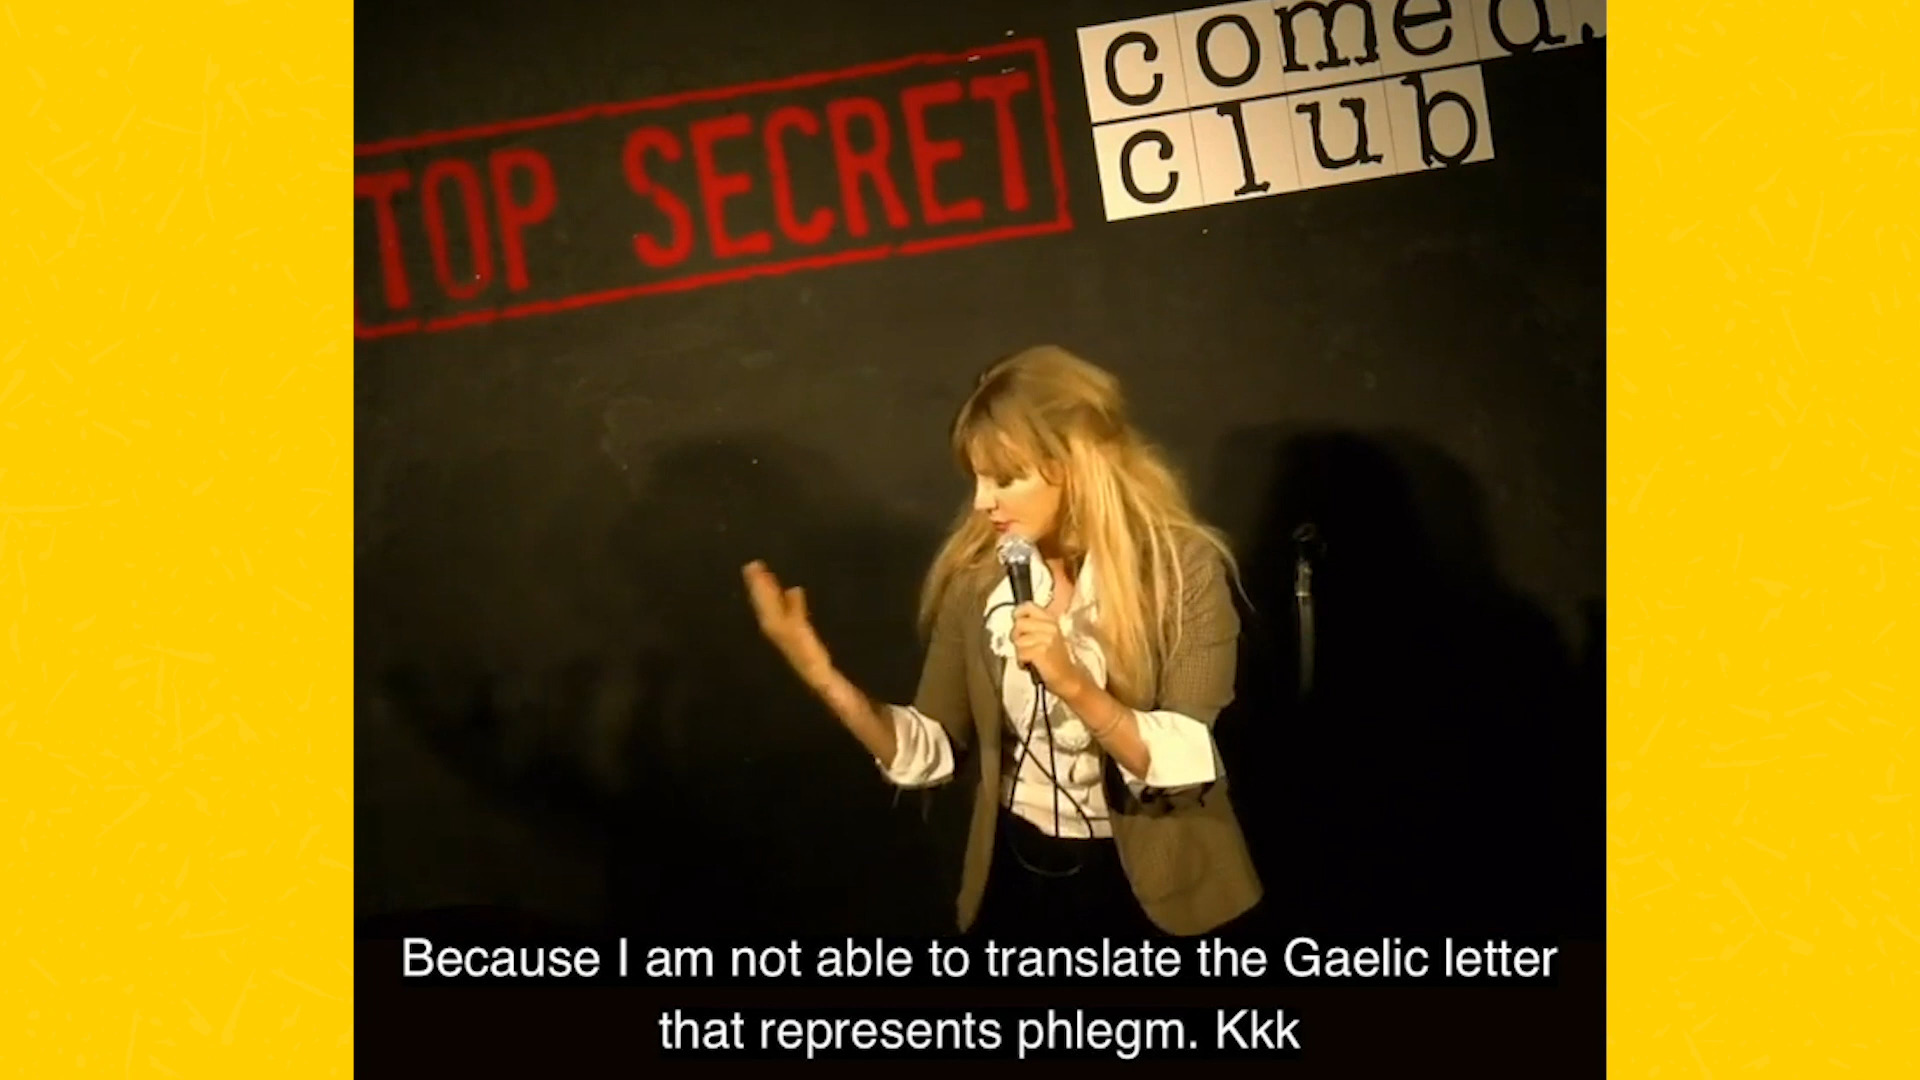 TOP SECRET
comed
club
Because I am not able to translate the Gaelic letter
that represents phlegm. Kkk